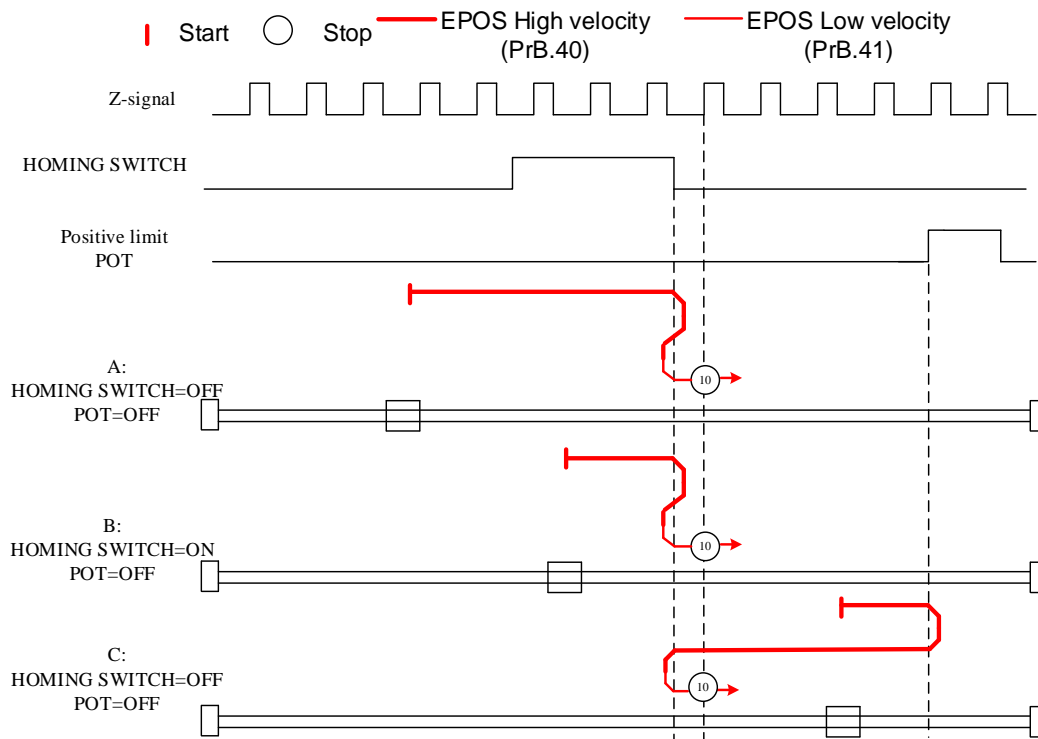 Start
Stop
EPOS High velocity
(PrB.40)
EPOS Low velocity
(PrB.41)
Z-signal
HOMING SWITCH
Positive limit
POT
A:
HOMING SWITCH=OFF
POT=OFF
10
B:
HOMING SWITCH=ON
POT=OFF
10
C:
HOMING SWITCH=OFF
POT=OFF
10